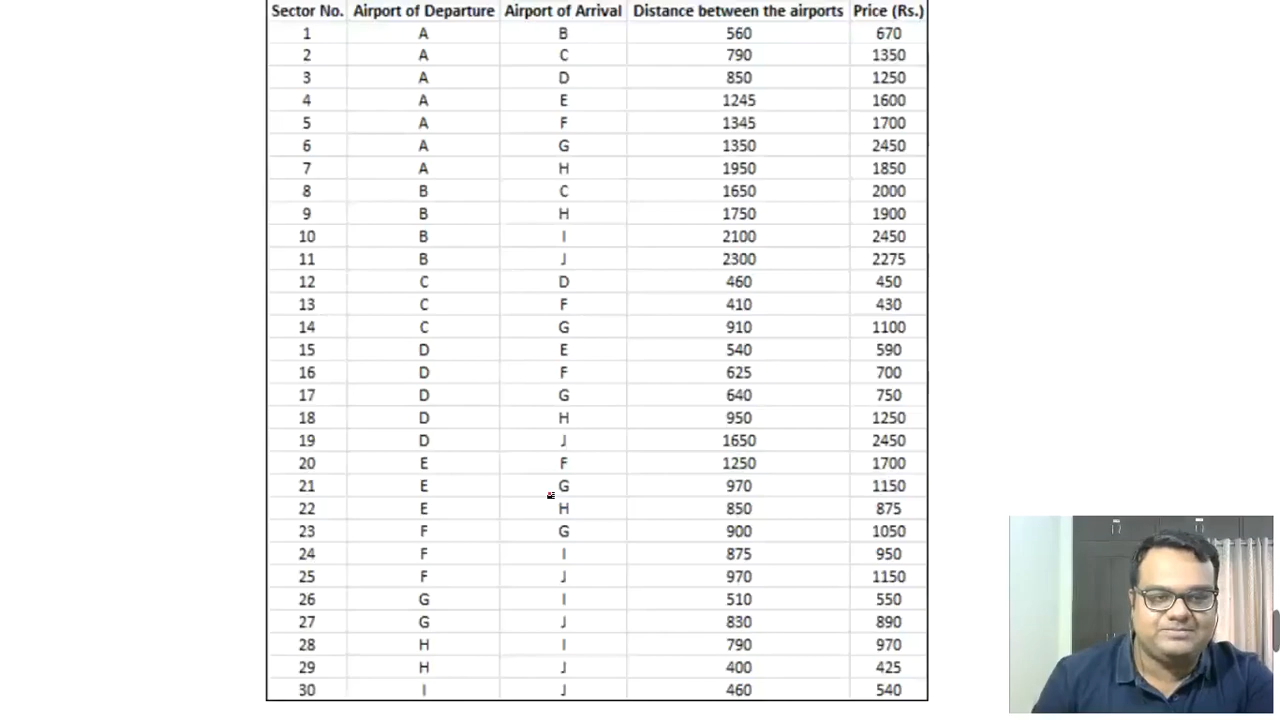 Sector No. Airport of Departure Airport of Arrival Distance between the airports Price (Rs.)
1 A B 560 670
2 A C 790 1350
3 A D 850 1250
4 A E 1245 1600
5 A F 1345 1700
6 A G 1350 2450
7 A H 1950 1850
8 B C 1650 2000
9 B H 1750 1900
10 B I 2100 2450
11 B J 2300 2275
12 C D 460 450
13 C F 410 430
14 C G 910 1100
15 D E 540 590
16 D F 625 700
17 D G 640 750
18 D H 950 1250
19 D J 1650 2450
20 E F 1250 1700
21 E G 970 1150
22 E H 850 875
23 F G 900 1050
24 F I 875 950
25 F J 970 1150
26 G I 510 550
27 G J 830 890
28 H I 790 970
29 H J 400 425
30 I J 460 540